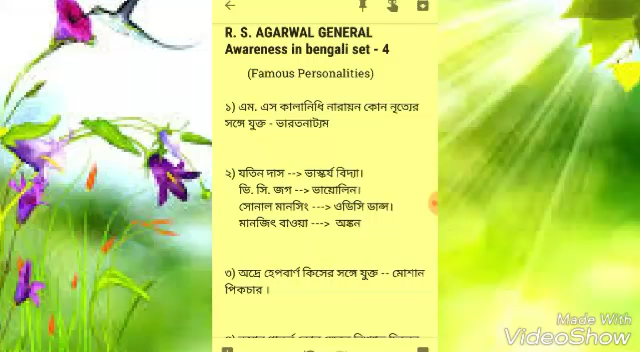 R. S. AGARWAL GENERAL
Awareness in bengali set - 4
(Famous Personalities)
১) এম. এস কালানিধি নারায়ন কোন নৃত্যের
সঙ্গে যুক্ত - ভারতনাট্যম
২) যতিন দাস --> ভাস্কর্য বিদ্যা।
ভি. সি. জগ --> ভায়োলিন।
সোনাল মানসিং ---> ওডিসি ডান্স।
মানজিৎ বাওয়া ---> অঙ্কন
৩) অদ্রে হেপবার্ণ কিসের সঙ্গে যুক্ত -- মোশান
পিকচার ।
Made With
VideoShow